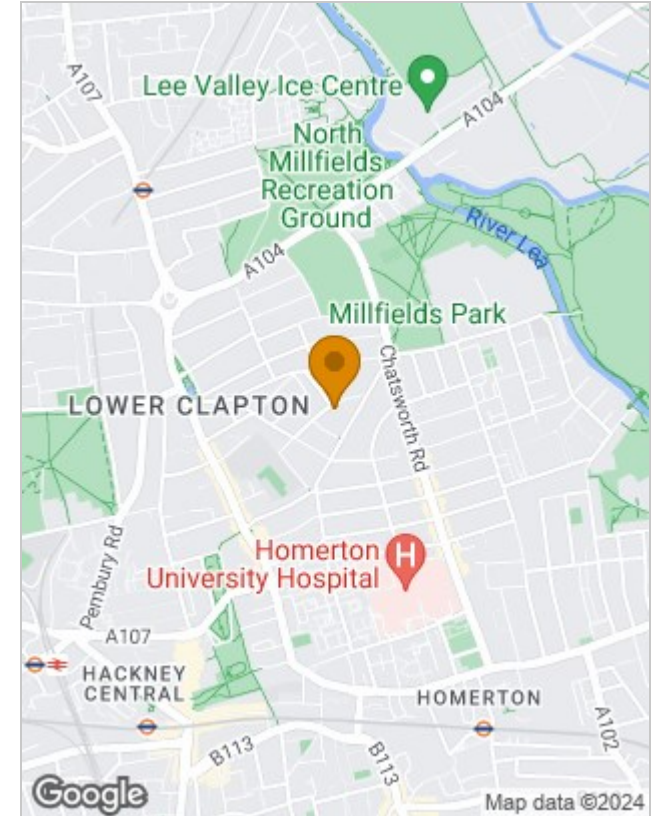 A107
Lee Valley Ice Centre
A104
North
Millfields
Recreation
Ground
River Lea
A104
Millfields Park
Chatsworth Rd
LOWER CLAPTON
Homerton
University Hospital
H
Pembury Rd
A107
HACKNEY
CENTRAL
HOMERTON
A102
B113
B113
Google
Map data ©2024